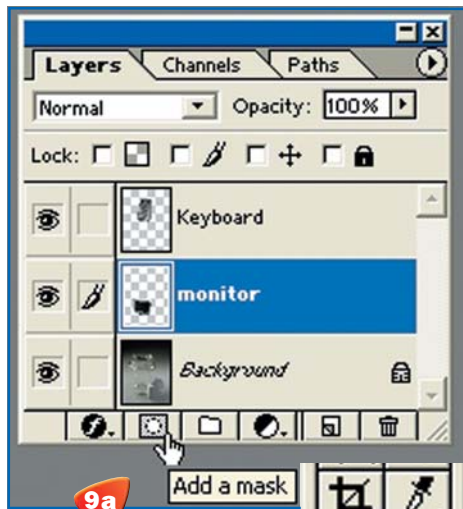 Layers Channels Paths
Normal Opacity: 100%
Lock:
Keyboard
monitor
Background
Add a mask
9a